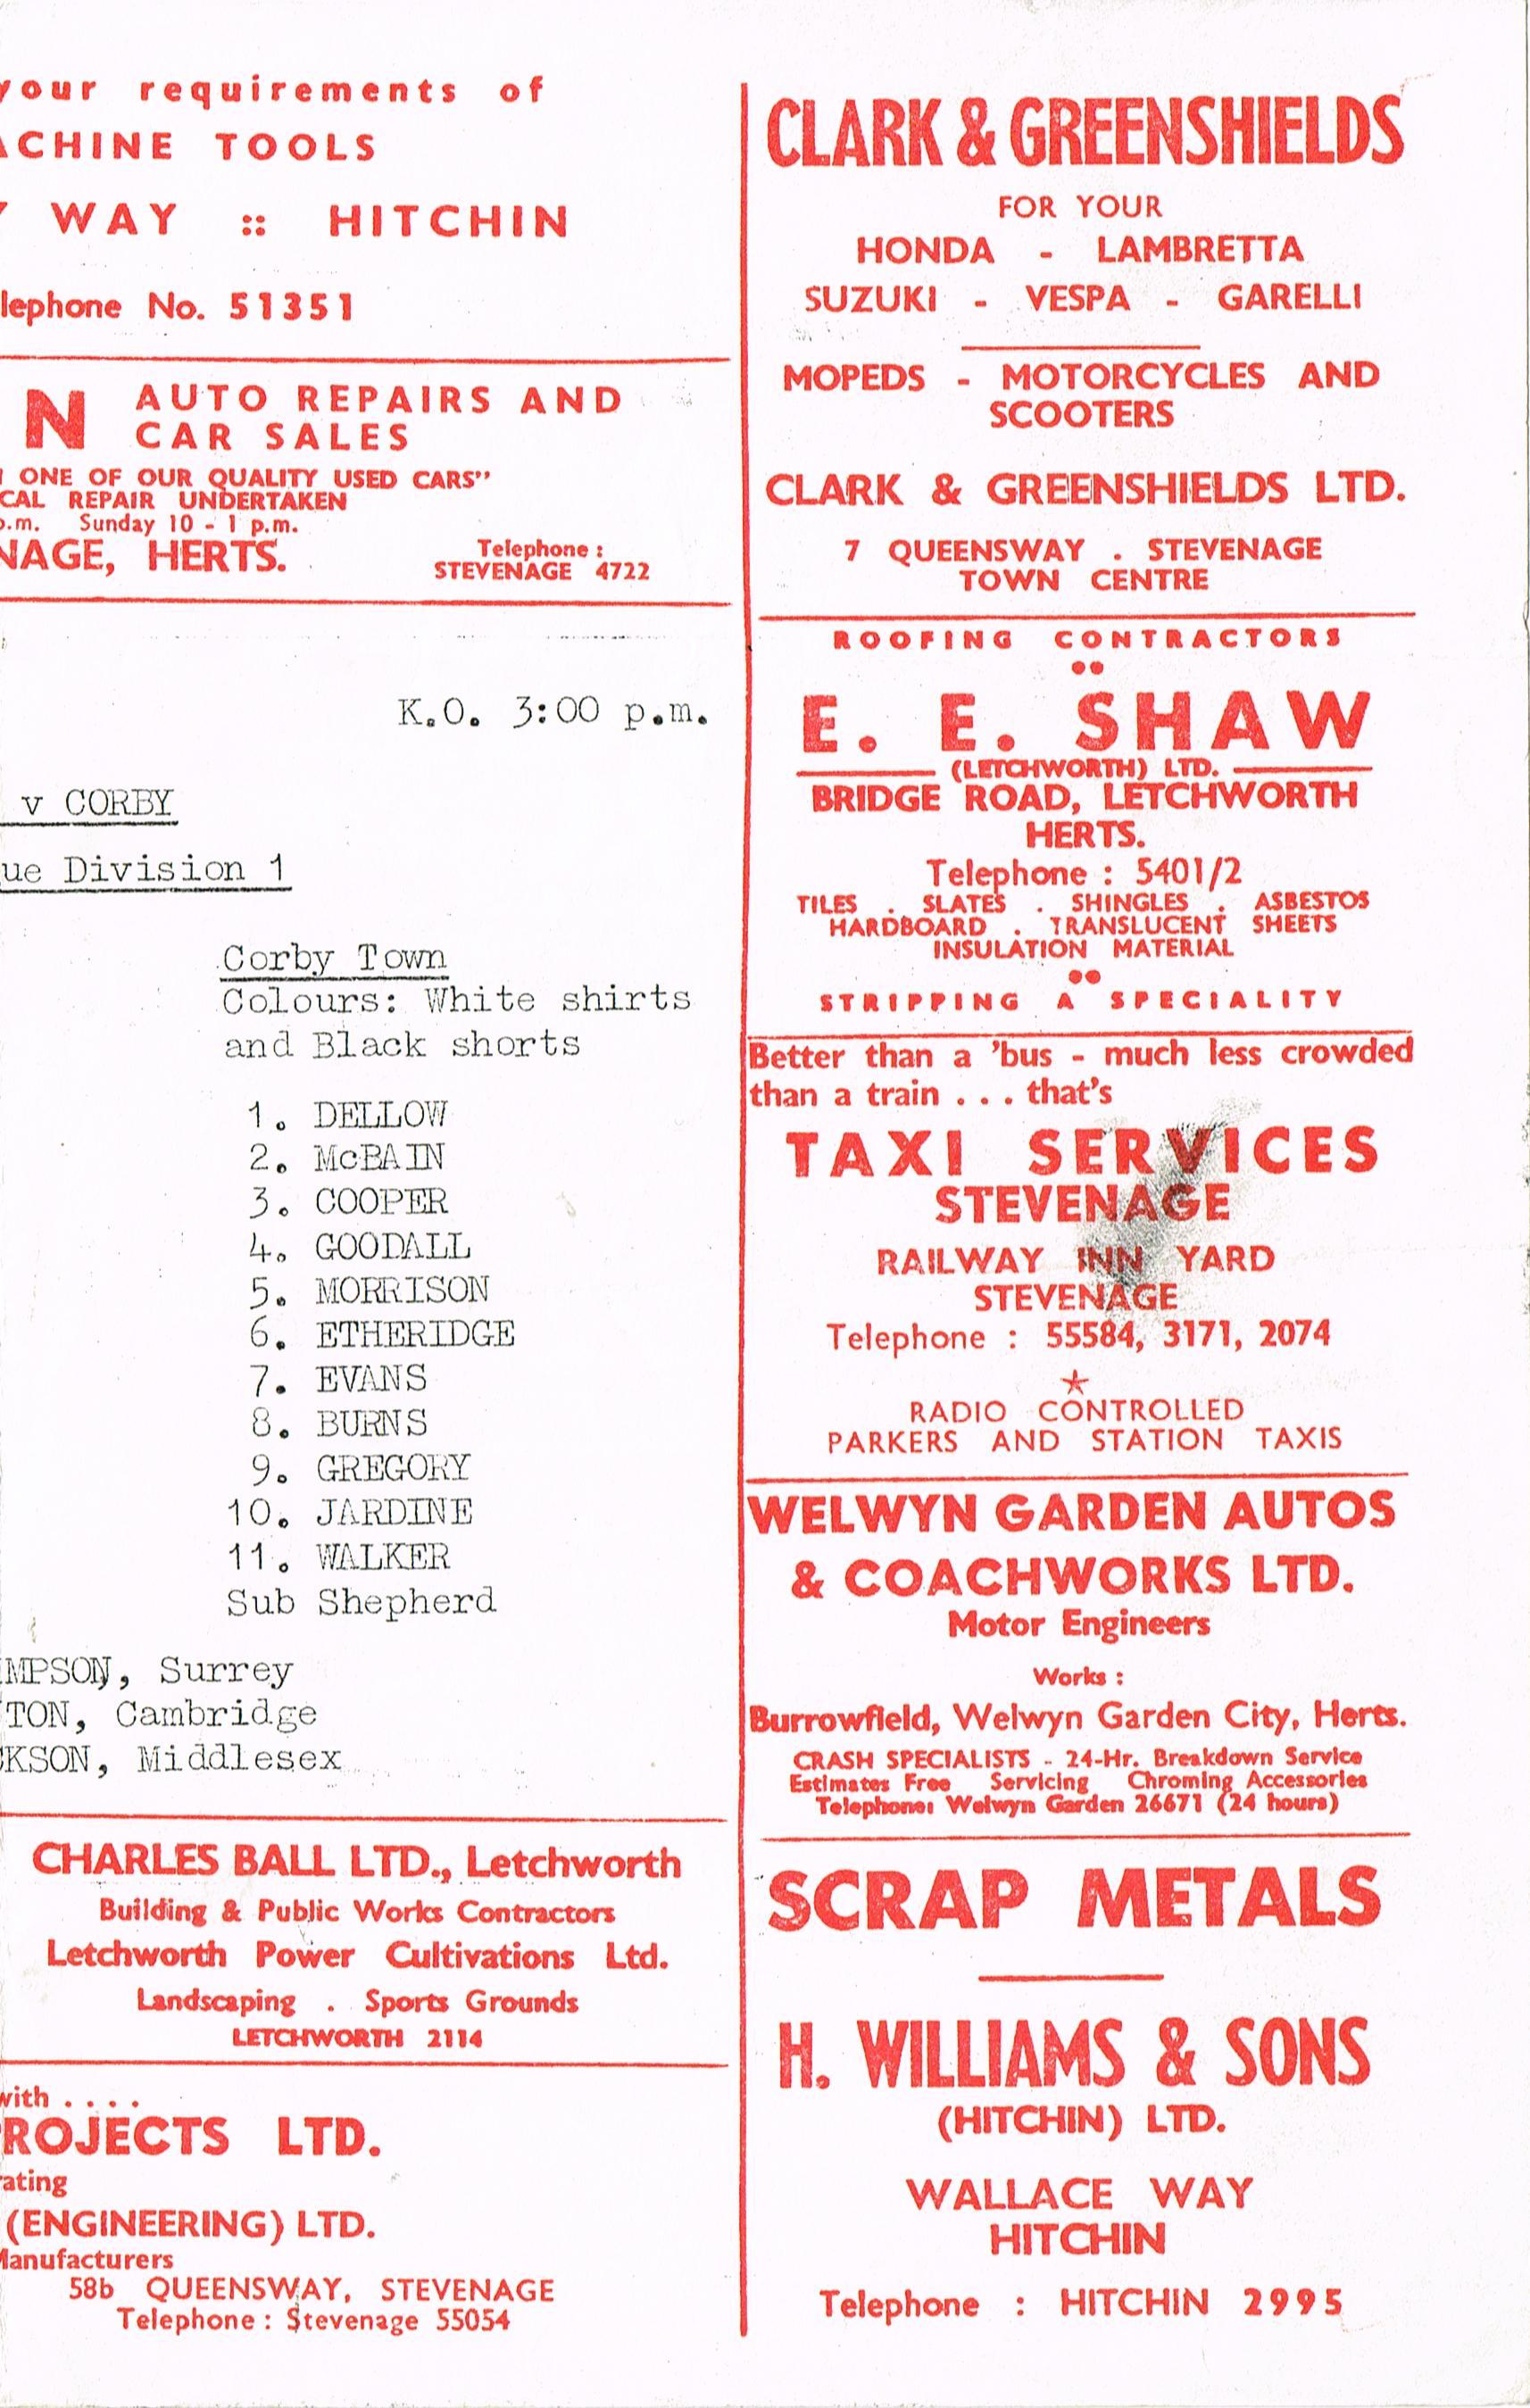 your requirements of
ACHINE TOOLS
WAY :: HITCHIN
lephone No. 51351
N AUTO REPAIRS AND
CAR SALES
ONE OF OUR QUALITY USED CARS"
CAL REPAIR UNDERTAKEN
p.m. Sunday 10 - 1 p.m.
NAGE, HERTS.
Telephone :
STEVENAGE 4722
K.O. 3:00 p.m.
v CORBY
ue Division 1
Corby Town
Colours: White shirts
and Black shorts
1. DELLOW
2. McBAIN
3. COOPER
4. GOODALL
5. MORRISON
6. ETHERIDGE
7. EVANS
8. BURNS
9. GREGORY
10. JARDINE
11. WALKER
Sub Shepherd
MPSON, Surrey
TON, Cambridge
CKSON, Middlesex
CHARLES BALL LTD., Letchworth
Building & Public Works Contractors
Letchworth Power Cultivations Ltd.
Landscaping . Sports Grounds
LETCHWORTH 2114
with . . . .
ROJECTS LTD.
rating
(ENGINEERING) LTD.
Manufacturers
58b QUEENSWAY, STEVENAGE
Telephone : Stevenage 55054
CLARK & GREENSHIELDS
FOR YOUR
HONDA - LAMBRETTA
SUZUKI - VESPA - GARELLI
MOPEDS - MOTORCYCLES AND
SCOOTERS
CLARK & GREENSHIELDS LTD.
7 QUEENSWAY . STEVENAGE
TOWN CENTRE
ROOFING CONTRACTORS
E. E. SHAW
(LETCHWORTH) LTD.
BRIDGE ROAD, LETCHWORTH
HERTS.
Telephone : 5401/2
TILES . SLATES . SHINGLES . ASBESTOS
HARDBOARD . TRANSLUCENT SHEETS
INSULATION MATERIAL
STRIPPING A SPECIALITY
Better than a 'bus - much less crowded
than a train . . . that's
TAXI SERVICES
STEVENAGE
RAILWAY INN YARD
STEVENAGE
Telephone : 55584, 3171, 2074
RADIO CONTROLLED
PARKERS AND STATION TAXIS
WELWYN GARDEN AUTOS
& COACHWORKS LTD.
Motor Engineers
Works :
Burrowfield, Welwyn Garden City, Herts.
CRASH SPECIALISTS - 24-Hr. Breakdown Service
Estimates Free Servicing Chroming Accessories
Telephone: Welwyn Garden 26671 (24 hours)
SCRAP METALS
H. WILLIAMS & SONS
(HITCHIN) LTD.
WALLACE WAY
HITCHIN
Telephone : HITCHIN 2995